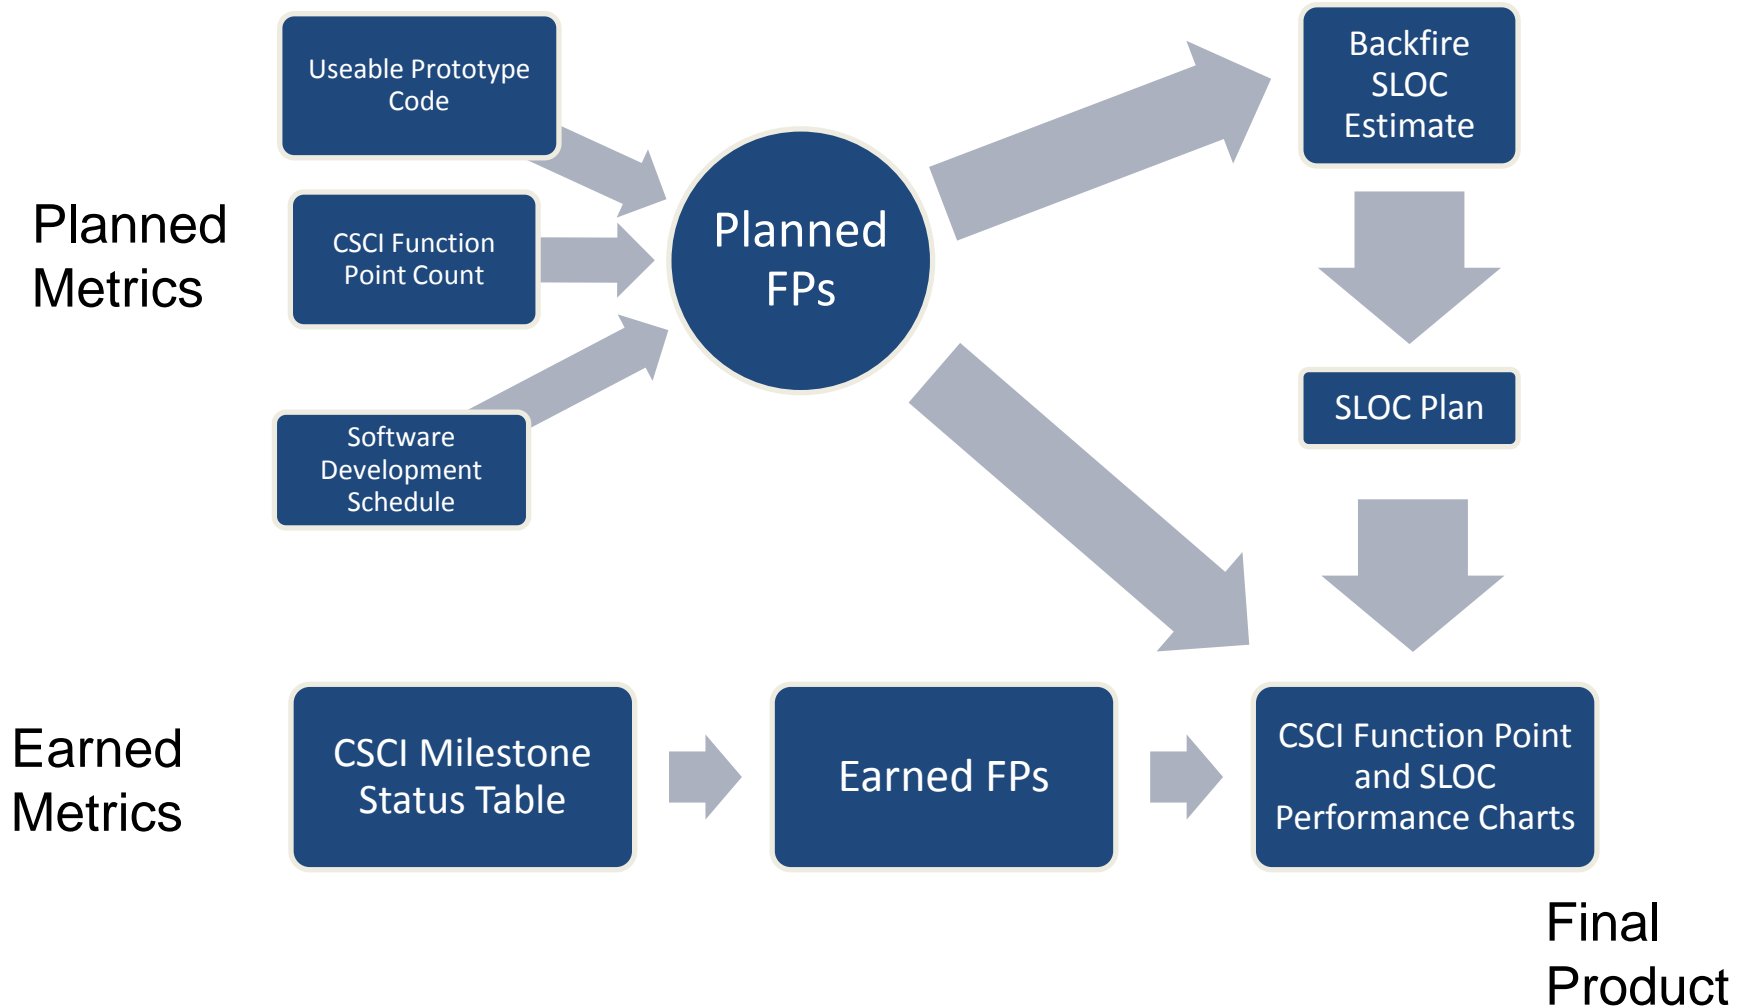 Planned
Metrics
Useable Prototype
Code
CSCI Function
Point Count
Software
Development
Schedule
Planned
FPs
Backfire
SLOC
Estimate
SLOC Plan
Earned
Metrics
CSCI Milestone
Status Table
Earned FPs
CSCI Function Point
and SLOC
Performance Charts
Final
Product